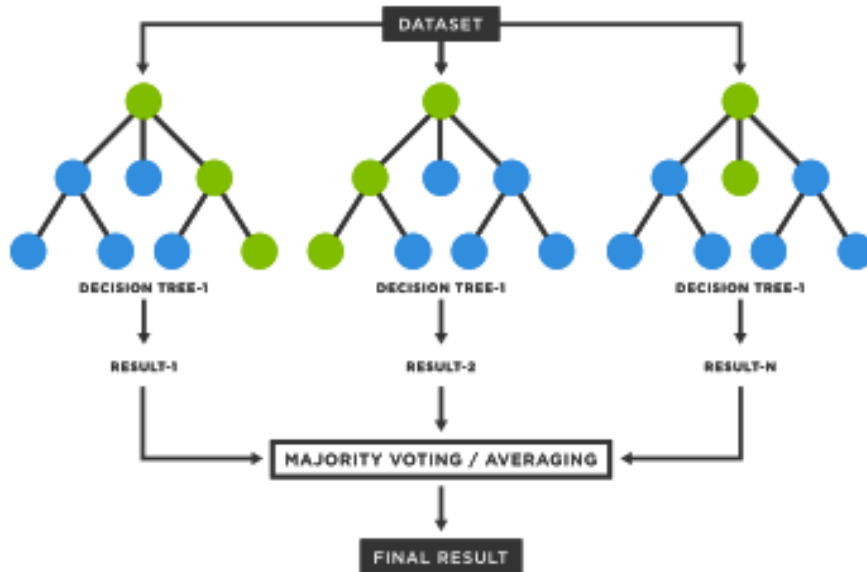 DATASET
DECISION TREE-1
DECISION TREE-1
DECISION TREE-1
RESULT-1
RESULT-2
RESULT-N
MAJORITY VOTING / AVERAGING
FINAL RESULT